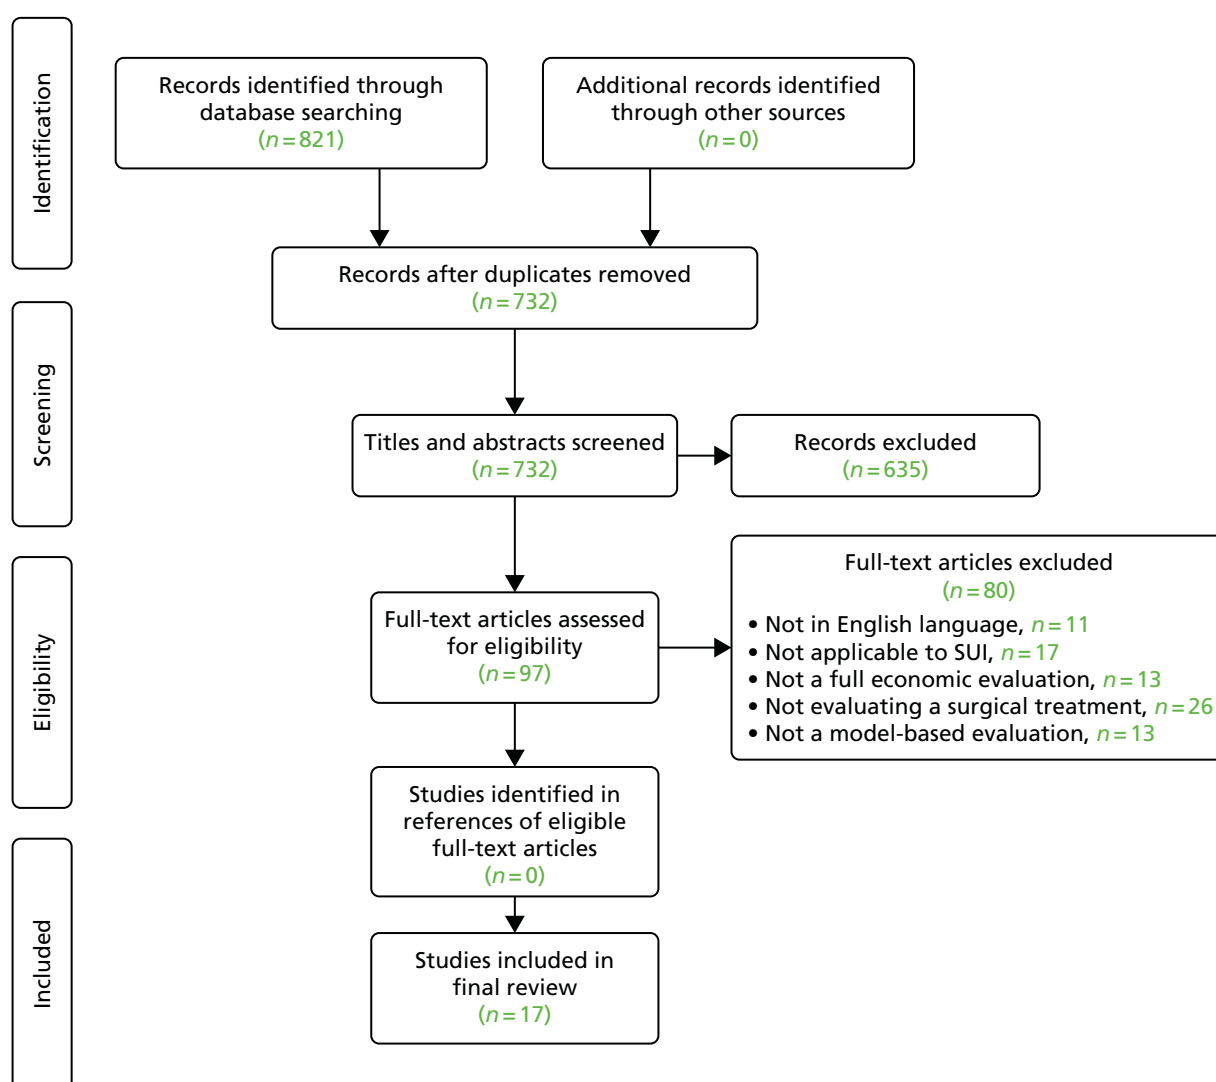 Identification
Records identified through
database searching
(n=821)
Additional records identified
through other sources
(n=0)
Records after duplicates removed
(n=732)
Screening
Titles and abstracts screened
(n=732)
Records excluded
(n=635)
Eligibility
Full-text articles assessed
for eligibility
(n=97)
Full-text articles excluded
(n=80)
• Not in English language, n=11
• Not applicable to SUI, n=17
• Not a full economic evaluation, n=13
• Not evaluating a surgical treatment, n=26
• Not a model-based evaluation, n=13
Studies identified in
references of eligible
full-text articles
(n=0)
Included
Studies included in
final review
(n=17)